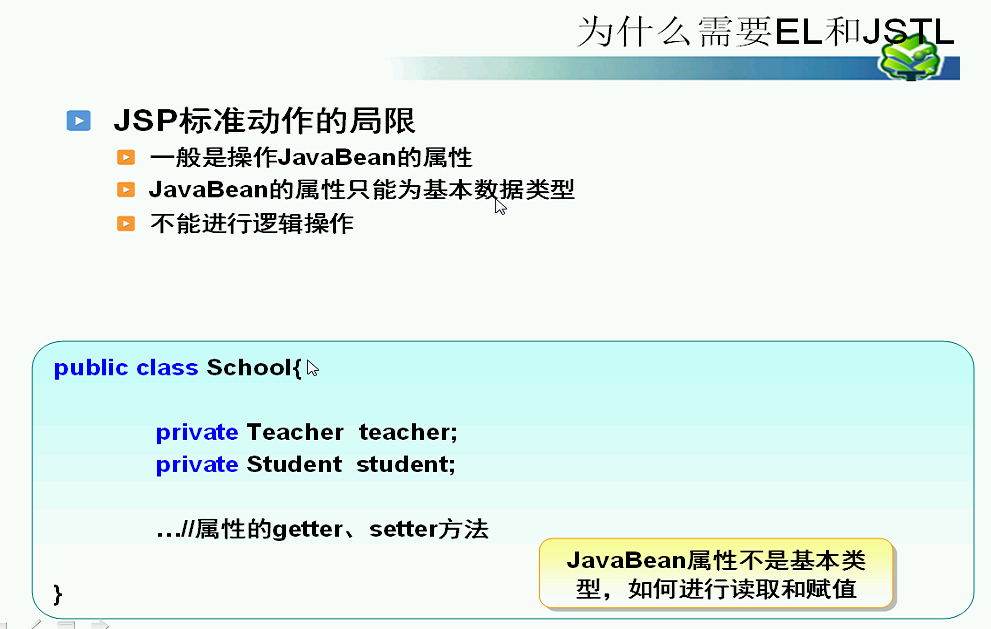 为什么需要EL和JSTL
JSP标准动作的局限
一般是操作JavaBean的属性
JavaBean的属性只能为基本数据类型
不能进行逻辑操作
public class School{
private Teacher teacher;
private Student student;
…//属性的getter、setter方法
JavaBean属性不是基本类
型，如何进行读取和赋值
}